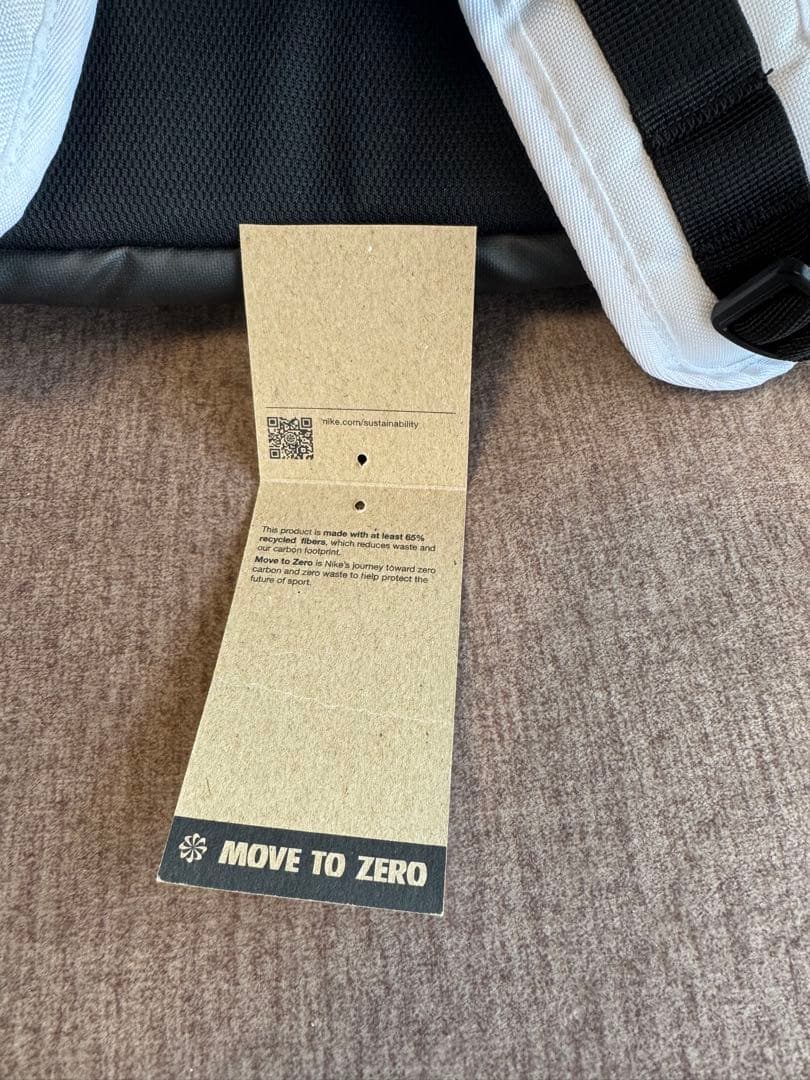 nike.com/sustainability
This product is made with at least 65%
recycled fibers, which reduces waste and
our carbon footprint.
Move to Zero is Nike's journey toward zero
carbon and zero waste to help protect the
future of sport.
MOVE TO ZERO